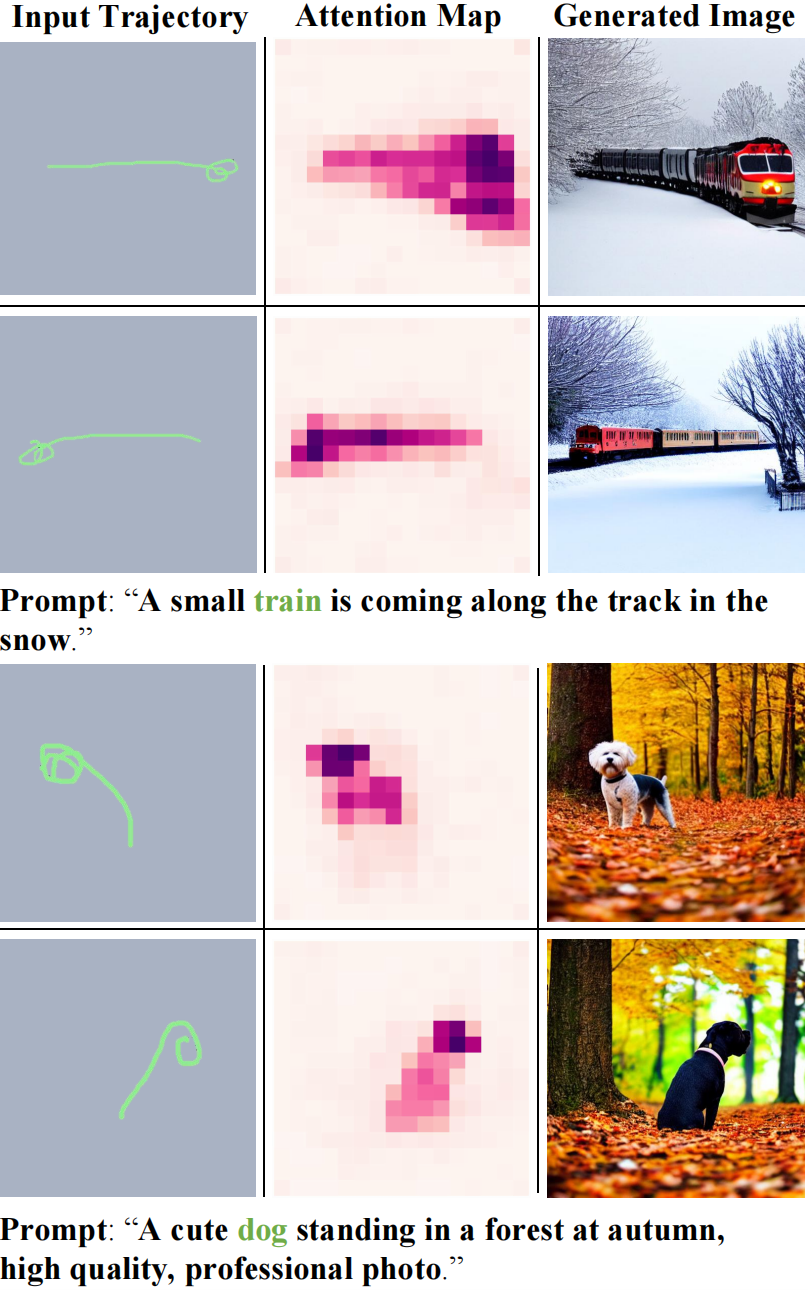 Input Trajectory Attention Map Generated Image
Prompt: “A small train is coming along the track in the
snow.”
Prompt: “A cute dog standing in a forest at autumn,
high quality, professional photo.”